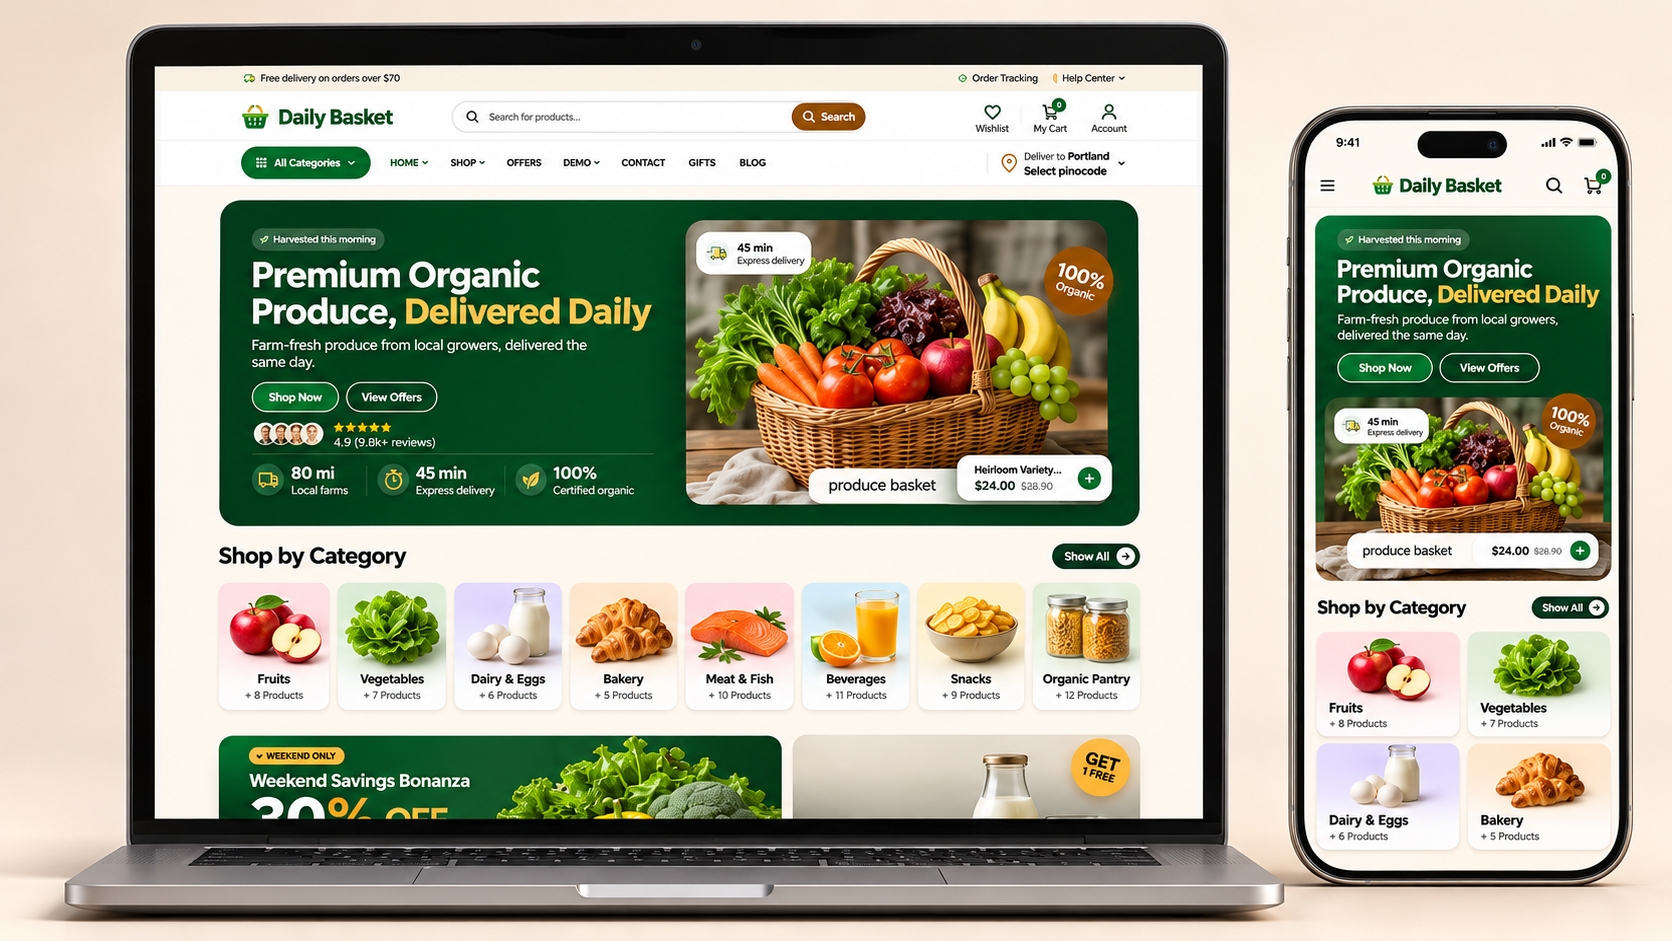 Free delivery on orders over $70
Order Tracking
Help Center
Daily Basket
Search for products...
Search
Wishlist
0
My Cart
Account
All Categories
HOME
SHOP
OFFERS
DEMO
CONTACT
GIFTS
BLOG
Deliver to Portland
Select pinocode
Harvested this morning
Premium Organic
Produce, Delivered Daily
Farm-fresh produce from local growers, delivered the
same day.
Shop Now
View Offers
4.9 (9.8k+ reviews)
80 mi
Local farms
45 min
Express delivery
100%
Certified organic
45 min
Express delivery
100%
Organic
produce basket
Heirloom Variety...
$24.00 $28.90
Shop by Category
Show All
Fruits
+ 8 Products
Vegetables
+ 7 Products
Dairy & Eggs
+ 6 Products
Bakery
+ 5 Products
Meat & Fish
+ 10 Products
Beverages
+ 11 Products
Snacks
+ 9 Products
Organic Pantry
+ 12 Products
WEEKEND ONLY
Weekend Savings Bonanza
30% OFF
GET
1 FREE
9:41
Daily Basket
0
Harvested this morning
Premium Organic
Produce, Delivered Daily
Farm-fresh produce from local growers,
delivered the same day.
Shop Now
View Offers
45 min
Express delivery
100%
Organic
produce basket
$24.00 $28.90
Shop by Category
Show All
Fruits
+ 8 Products
Vegetables
+ 7 Products
Dairy & Eggs
+ 6 Products
Bakery
+ 5 Products